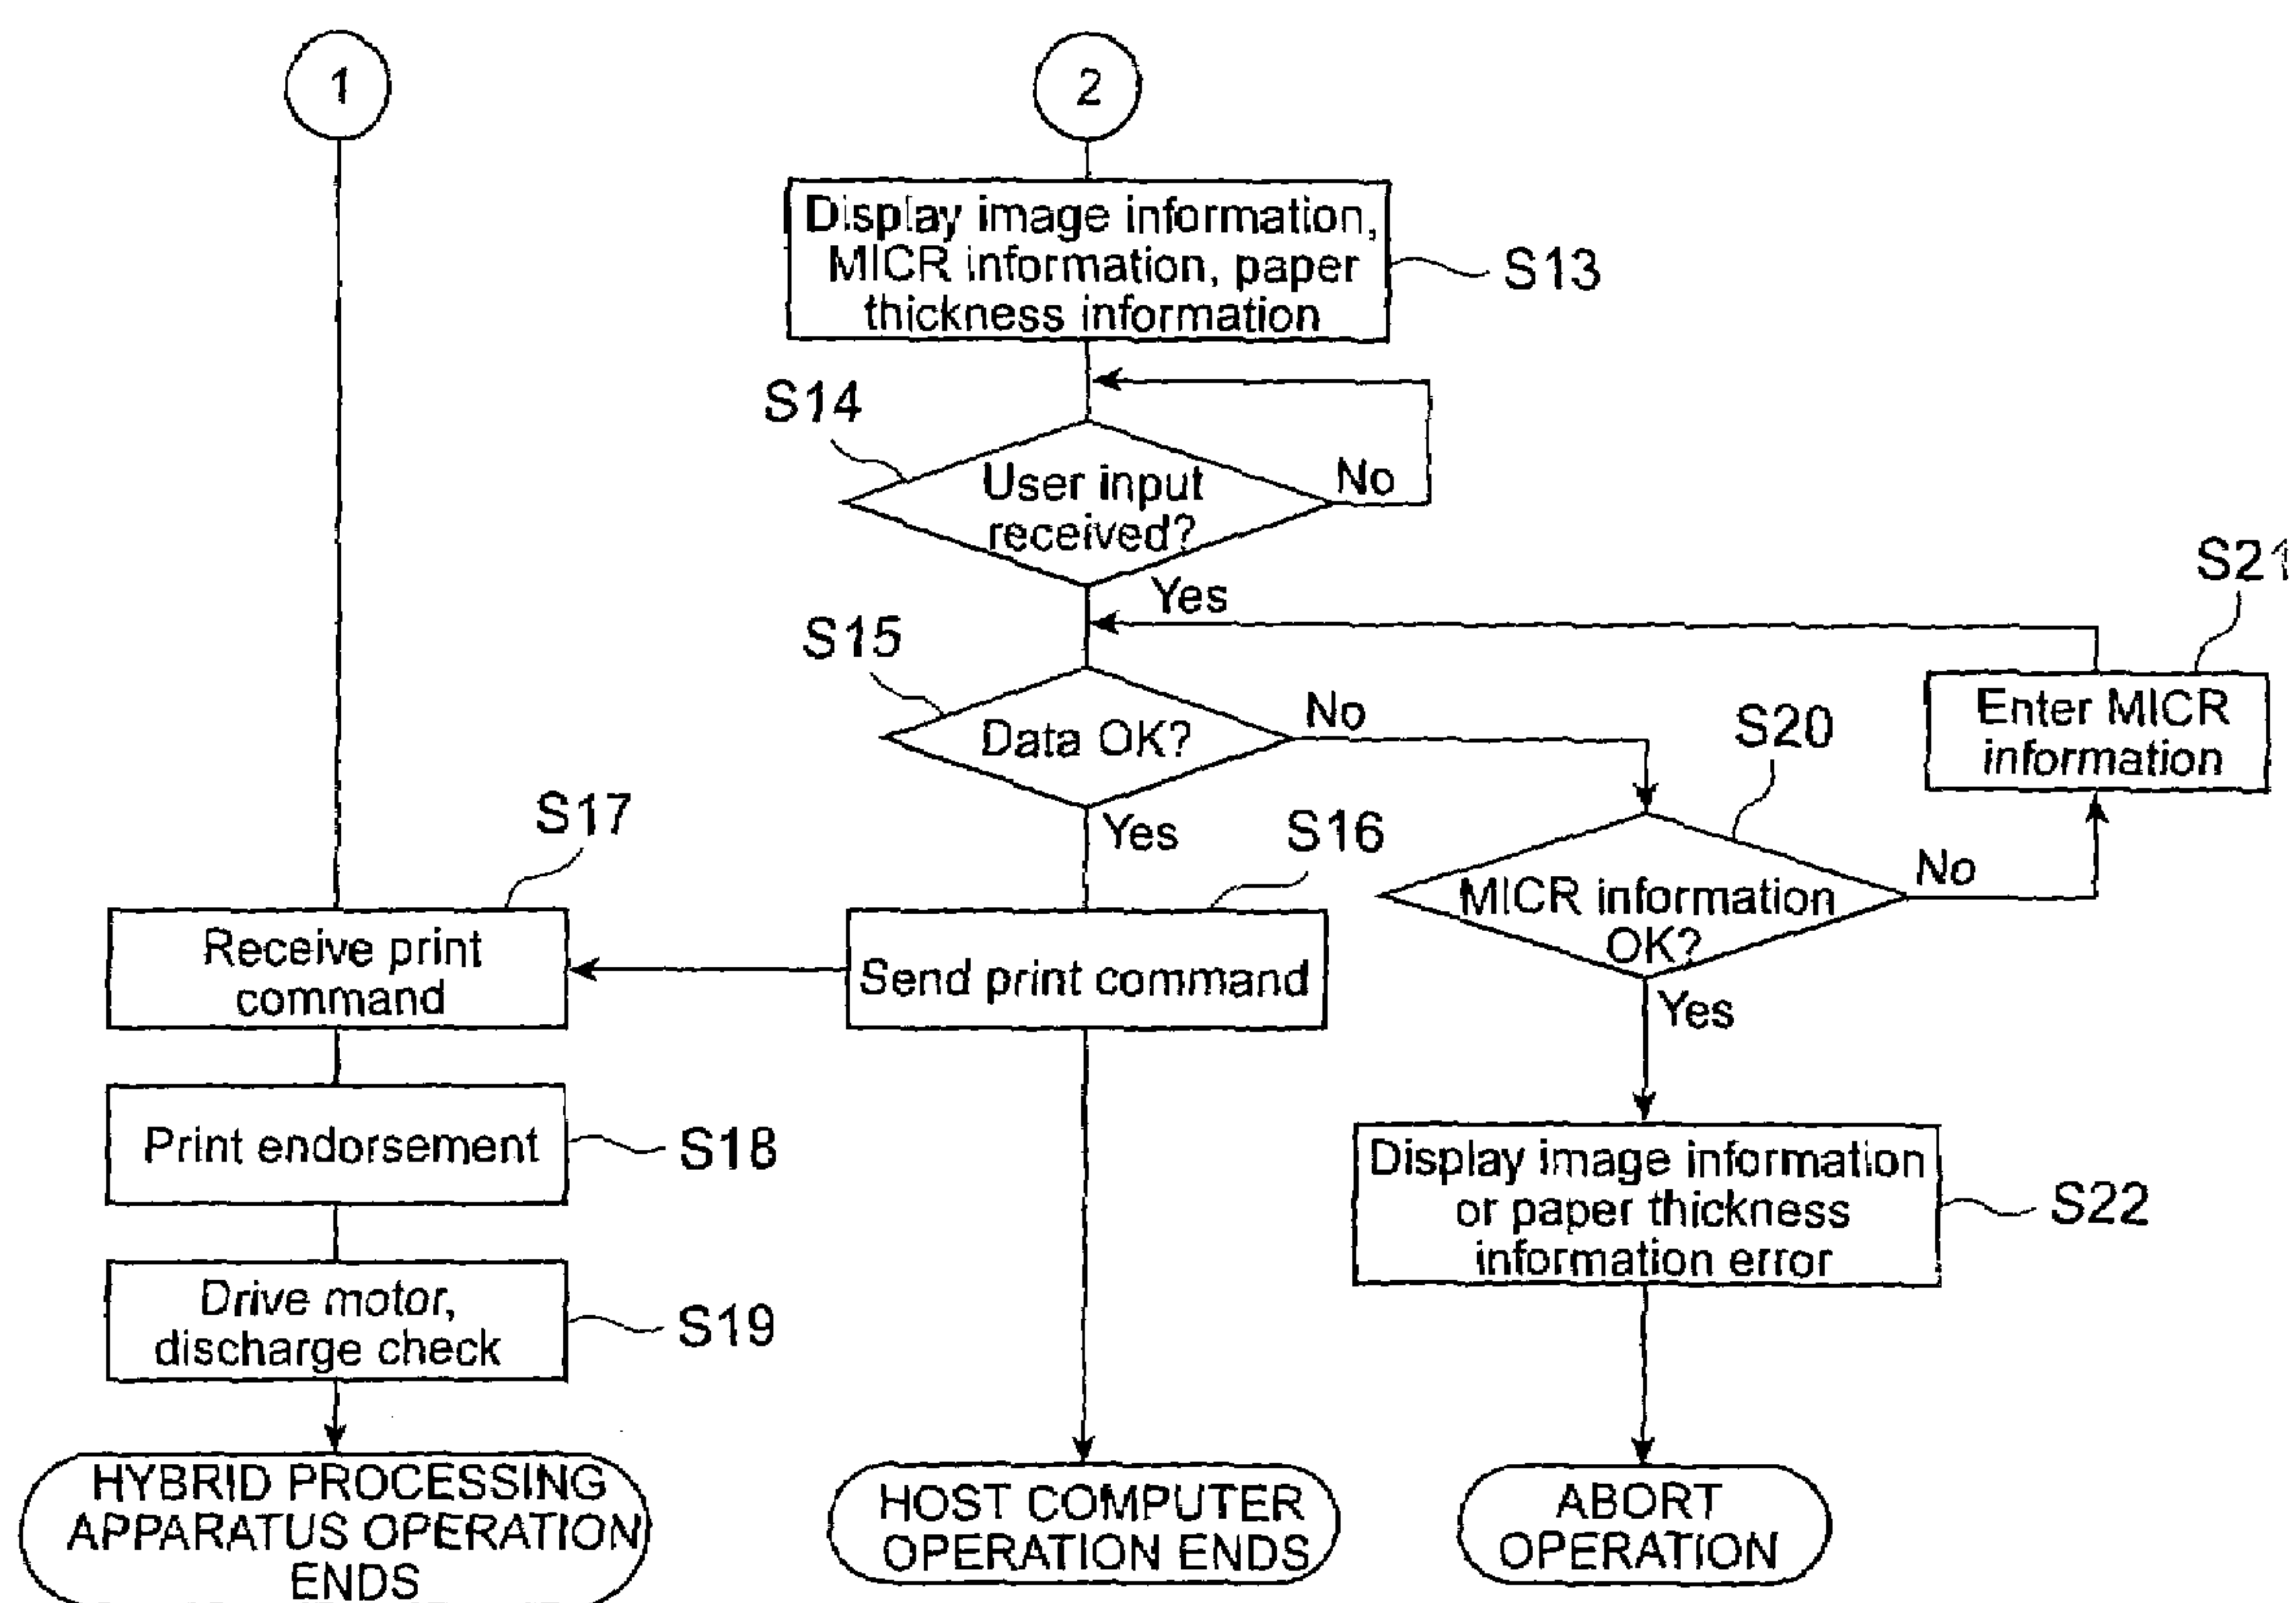 1
2
Display image information,
MICR information, paper
thickness information
S13
S14
User input
received?
No
Yes
S21
Enter MICR
information
S15
Data OK?
No
Yes
S20
MICR information
OK?
No
Yes
S16
Send print command
S17
Receive print
command
Print endorsement
S18
Drive motor,
discharge check
S19
Display image information
or paper thickness
information error
S22
HYBRID PROCESSING
APPARATUS OPERATION
ENDS
HOST COMPUTER
OPERATION ENDS
ABORT
OPERATION